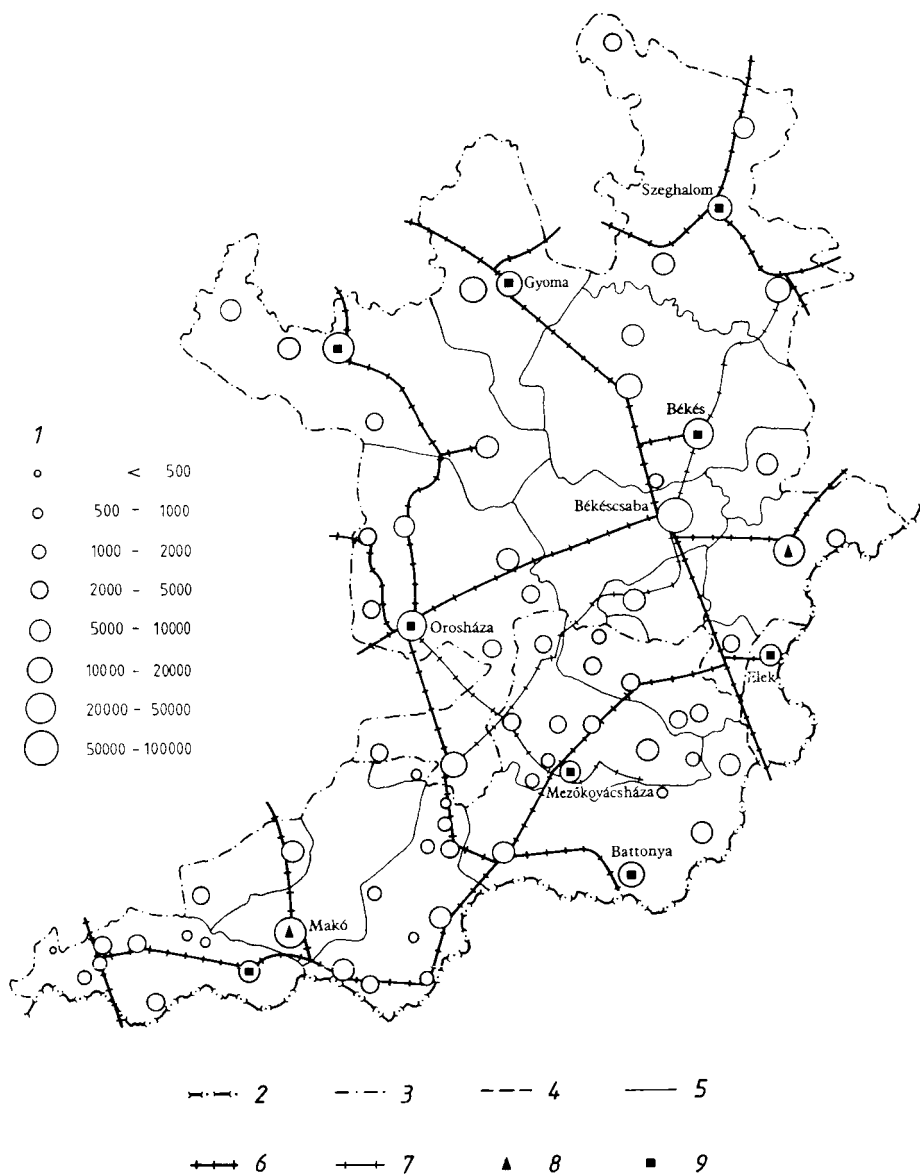 Szeghalom
Gyoma
Békés
Békéscsaba
Orosháza
Elek
Mezőkovácsháza
Battonya
Makó
1
< 500
500 - 1000
1000 - 2000
2000 - 5000
5000 - 10000
10000 - 20000
20000 - 50000
50000 - 100000
2 3 4 5
6 7 8 9